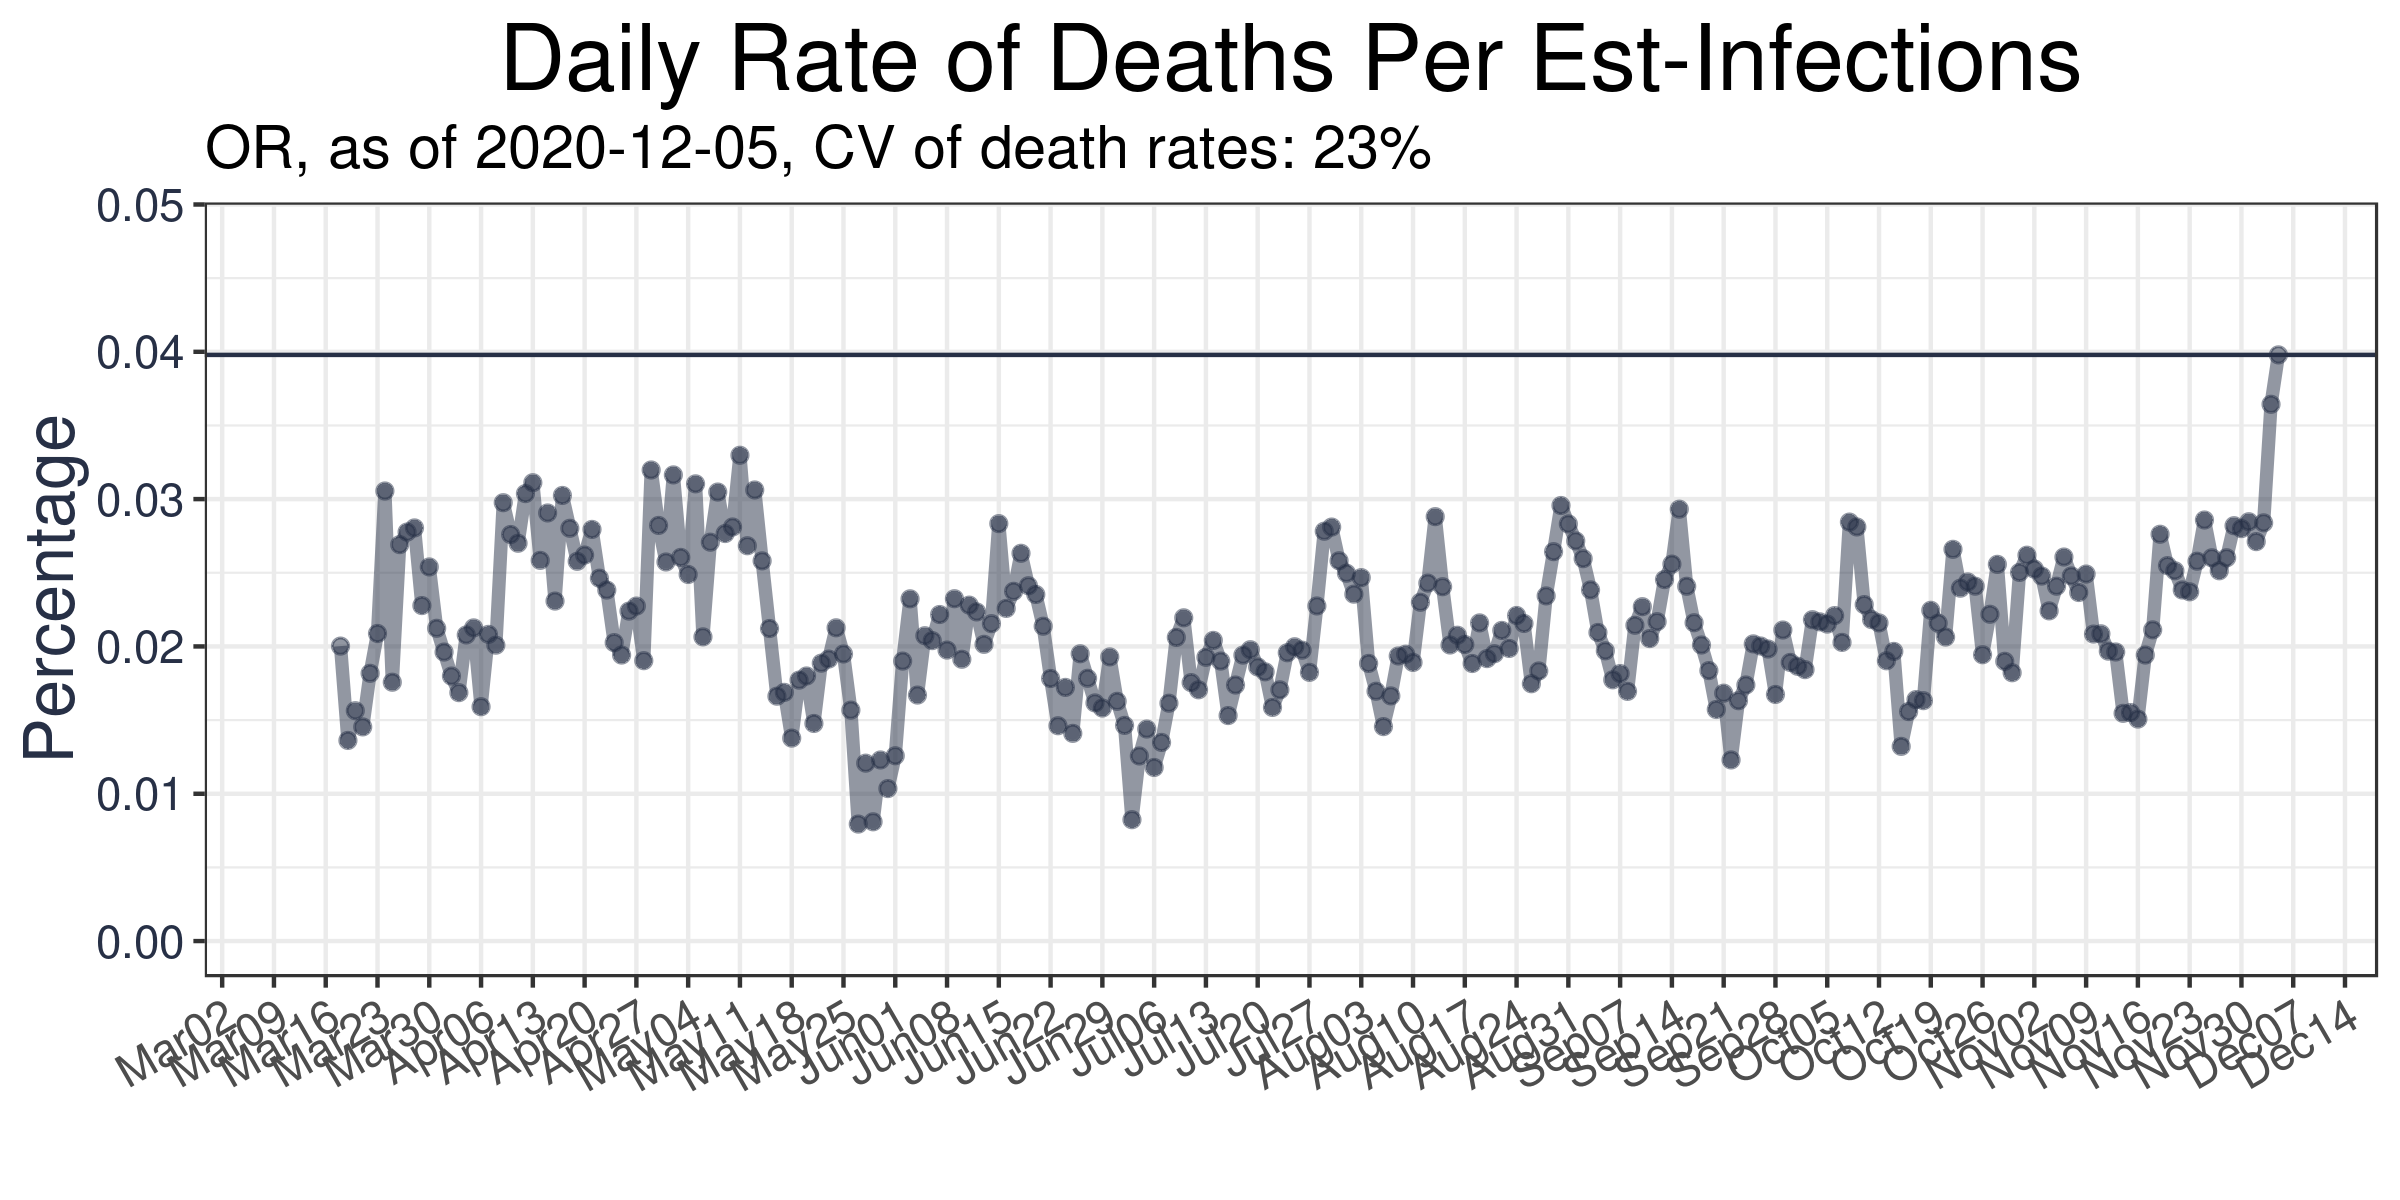 Daily Rate of Deaths Per Est-Infections
OR, as of 2020-12-05, CV of death rates: 23%
Percentage
0.05
0.04
0.03
0.02
0.01
0.00
Mar02
Mar09
Mar16
Mar23
Mar30
Apr06
Apr13
Apr20
Apr27
May04
May11
May18
May25
Jun01
Jun08
Jun15
Jun22
Jun29
Jul06
Jul13
Jul20
Jul27
Aug03
Aug10
Aug17
Aug24
Aug31
Sep07
Sep14
Sep21
Sep28
Oct05
Oct12
Oct19
Oct26
Nov02
Nov09
Nov16
Nov23
Nov30
Dec07
Dec14